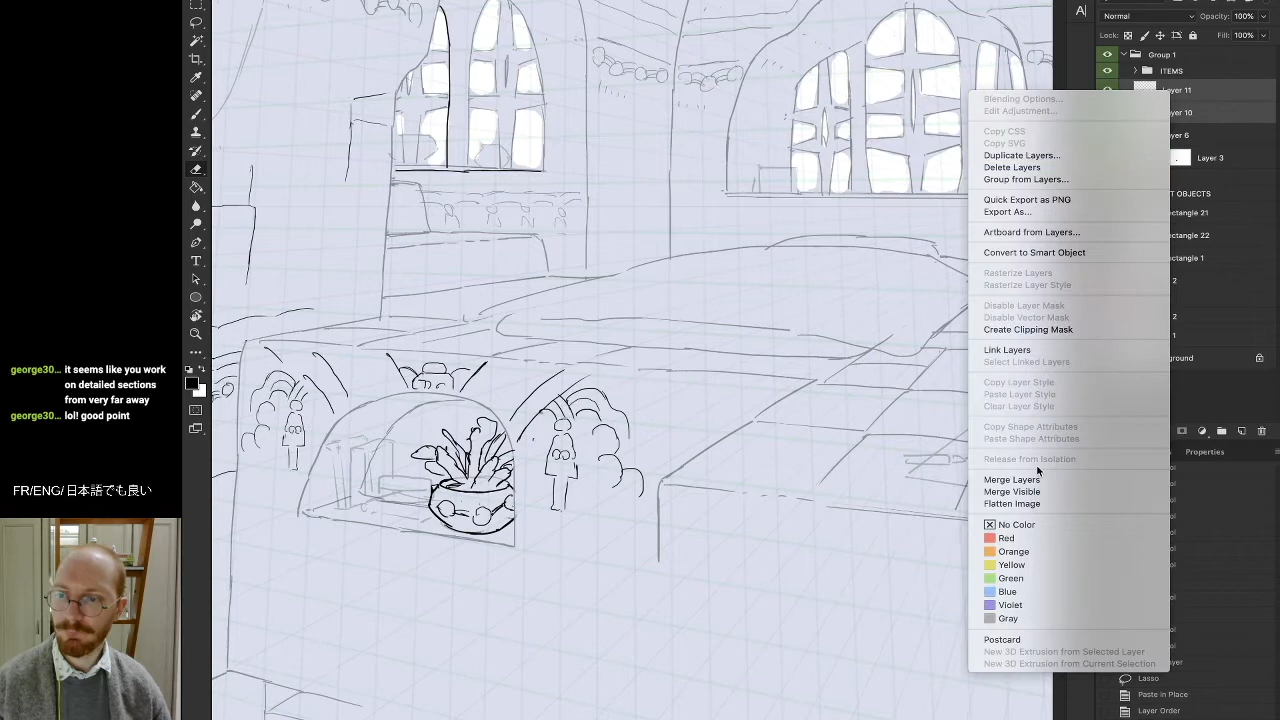 Normal
Opacity: 100%
Lock:
Fill: 100%
Group 1
ITEMS
Layer 11
10
6
Layer 3
OBJECTS
21
22
1
2
2
1
Properties
Lasso
Paste in Place
Layer Order
Blending Options...
Edit Adjustment...
Copy CSS
Copy SVG
Duplicate Layers...
Delete Layers
Group from Layers...
Quick Export as PNG
Export As...
Artboard from Layers...
Convert to Smart Object
Rasterize Layers
Rasterize Layer Style
Disable Layer Mask
Disable Vector Mask
Create Clipping Mask
Link Layers
Select Linked Layers
Copy Layer Style
Paste Layer Style
Clear Layer Style
Copy Shape Attributes
Paste Shape Attributes
Release from Isolation
Merge Layers
Merge Visible
Flatten Image
No Color
Red
Orange
Yellow
Green
Blue
Violet
Gray
Postcard
New 3D Extrusion from Selected Layer
New 3D Extrusion from Current Selection
george30... it seems like you work
on detailed sections
from very far away
george30... lol! good point
FR/ENG/日本語でも良い